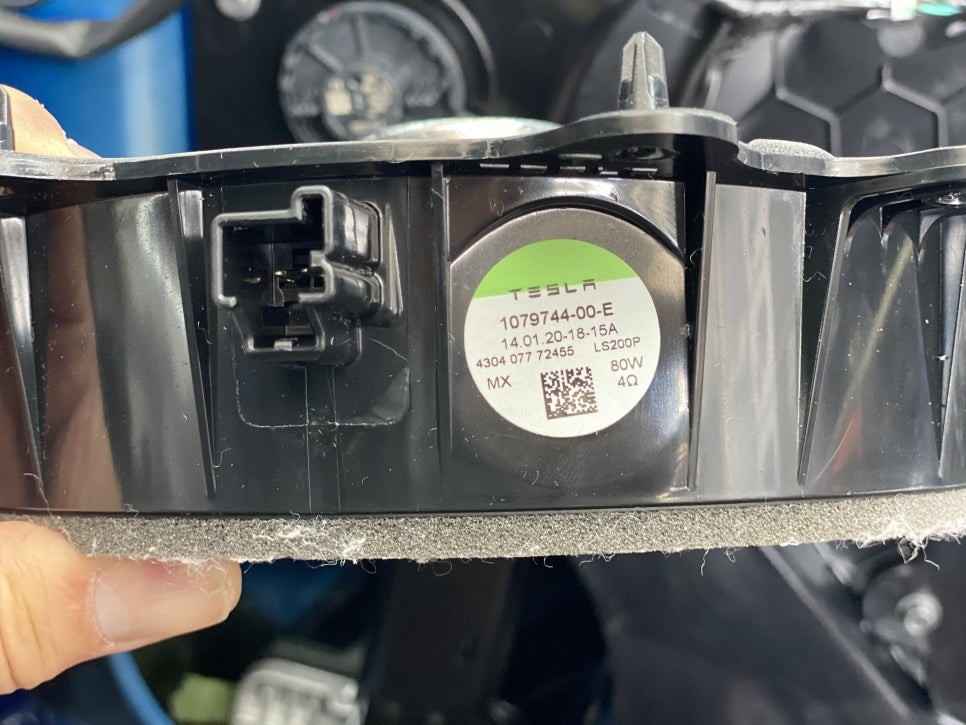 TESLA
1079744-00-E
14.01.20-18-15A
4304 077 72455 LS200P
MX 80W
4Ω